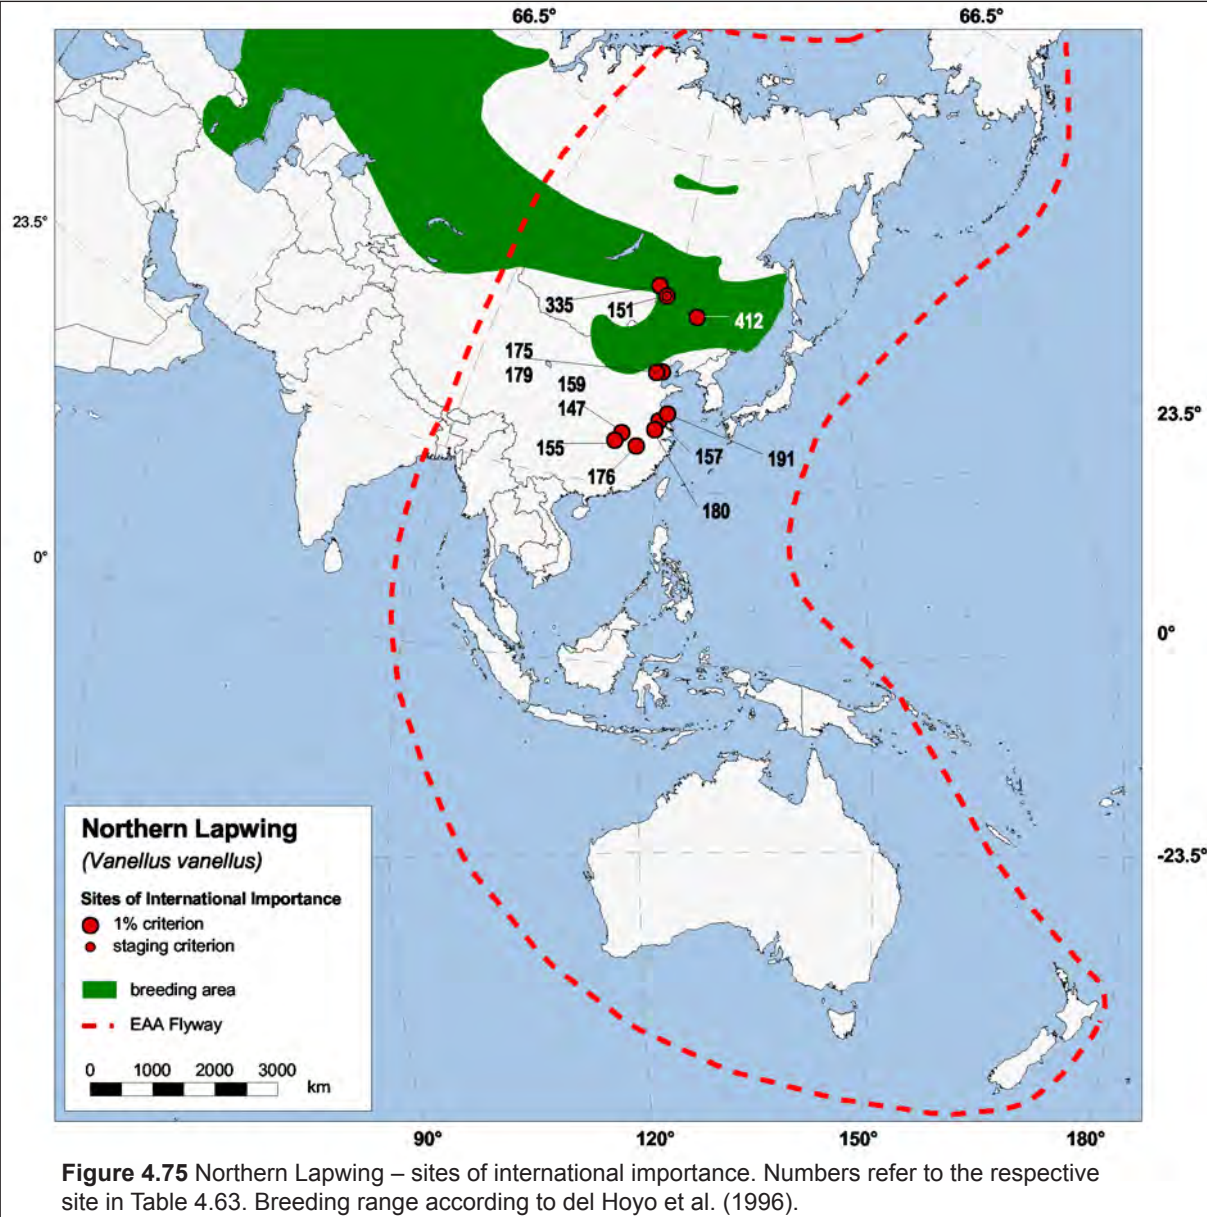 66.5° 66.5°
23.5°
335 151 412
175
179 159
147
23.5°
155 157 191
176
180
0°
0°
-23.5°
Northern Lapwing
(Vanellus vanellus)
Sites of International Importance
1% criterion
staging criterion
breeding area
EAA Flyway
0 1000 2000 3000
km
90° 120° 150° 180°
Figure 4.75 Northern Lapwing – sites of international importance. Numbers refer to the respective
site in Table 4.63. Breeding range according to del Hoyo et al. (1996).